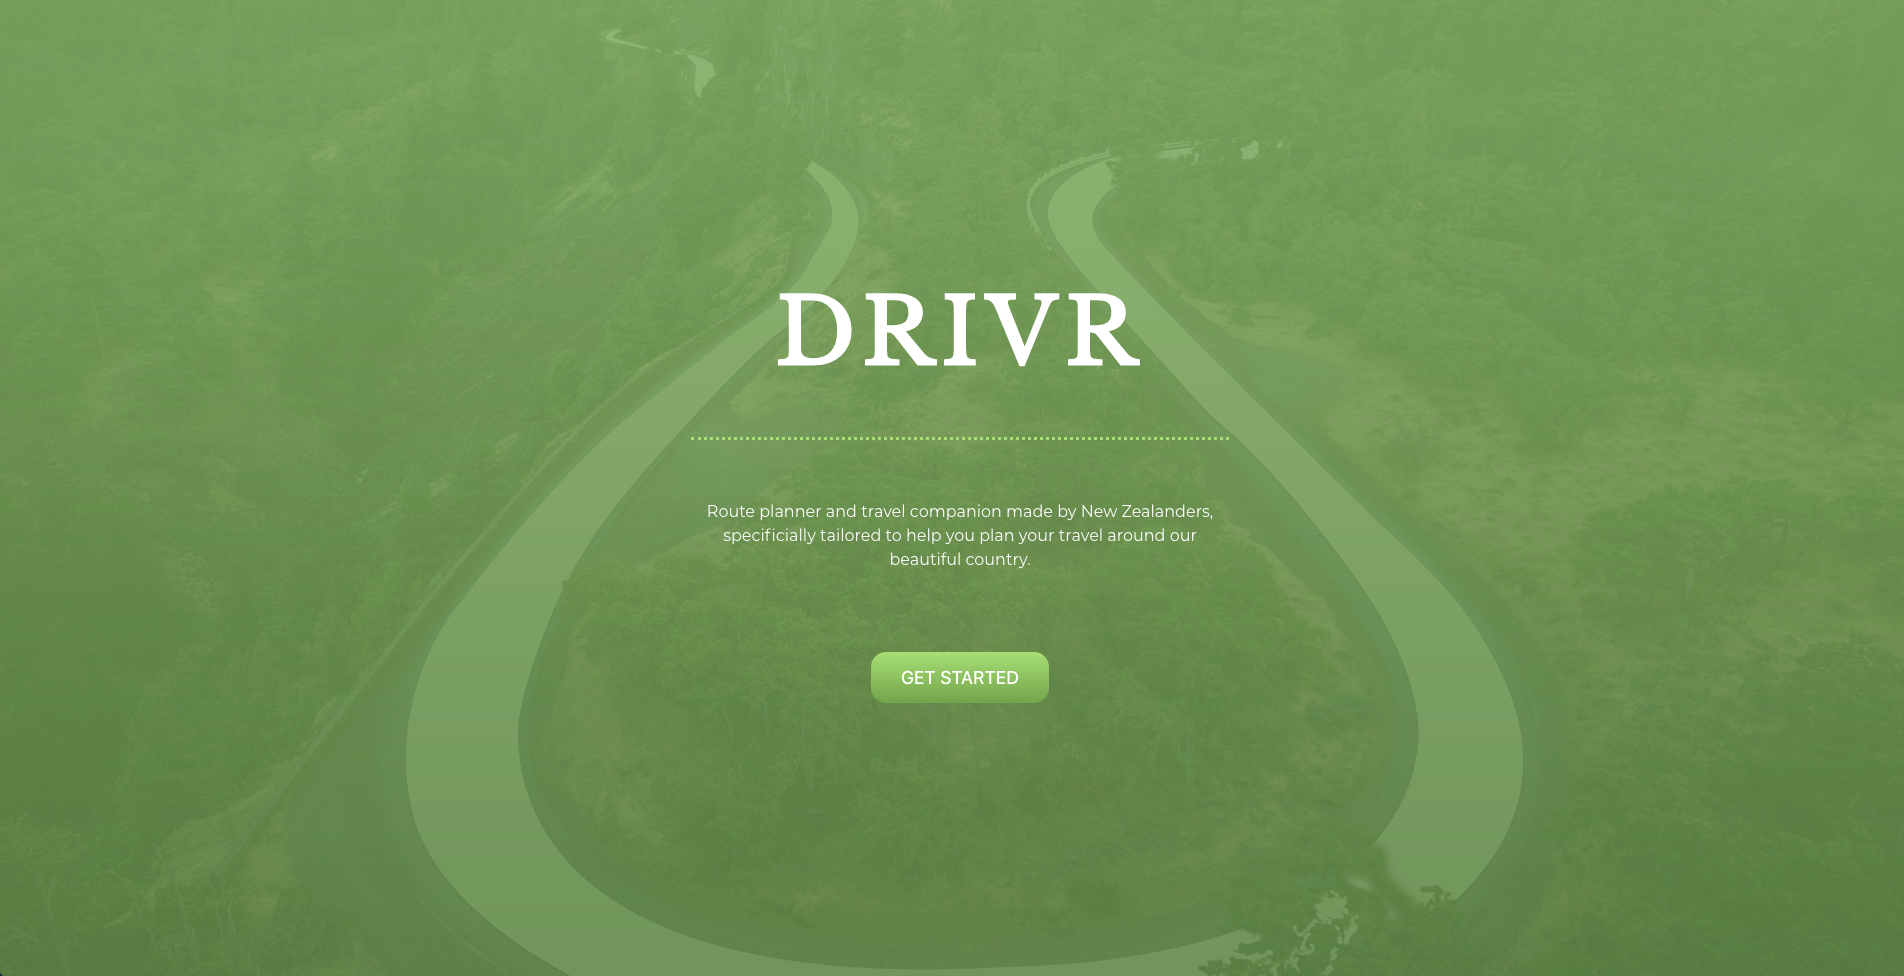 DRIVR
Route planner and travel companion made by New Zealanders,
specificially tailored to help you plan your travel around our
beautiful country.
GET STARTED